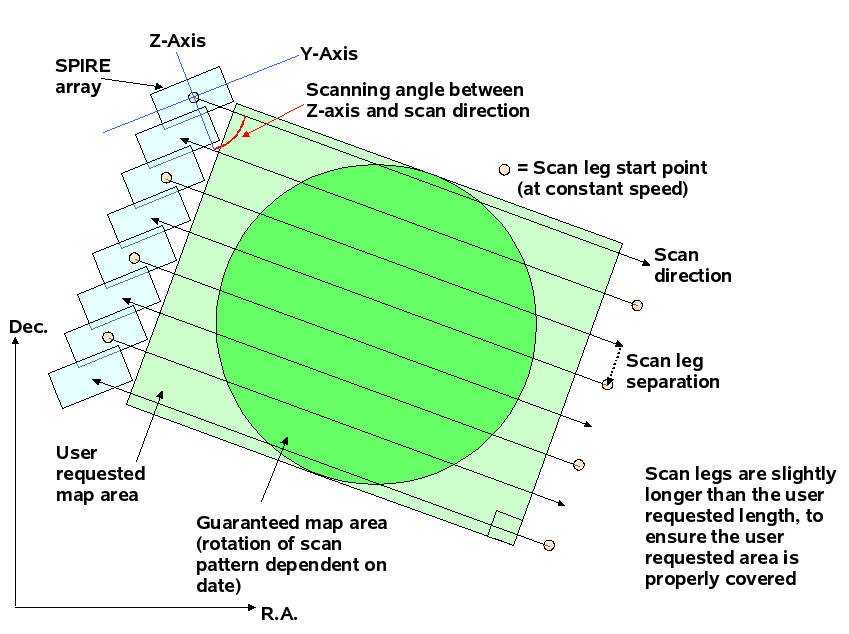 Z-Axis
Y-Axis
SPIRE
array
Scanning angle between
Z-axis and scan direction
= Scan leg start point
(at constant speed)
Scan
direction
Dec.
Scan leg
separation
User
requested
map area
Guaranteed map area
(rotation of scan
pattern dependent on
date)
Scan legs are slightly
longer than the user
requested length, to
ensure the user
requested area is
properly covered
R.A.